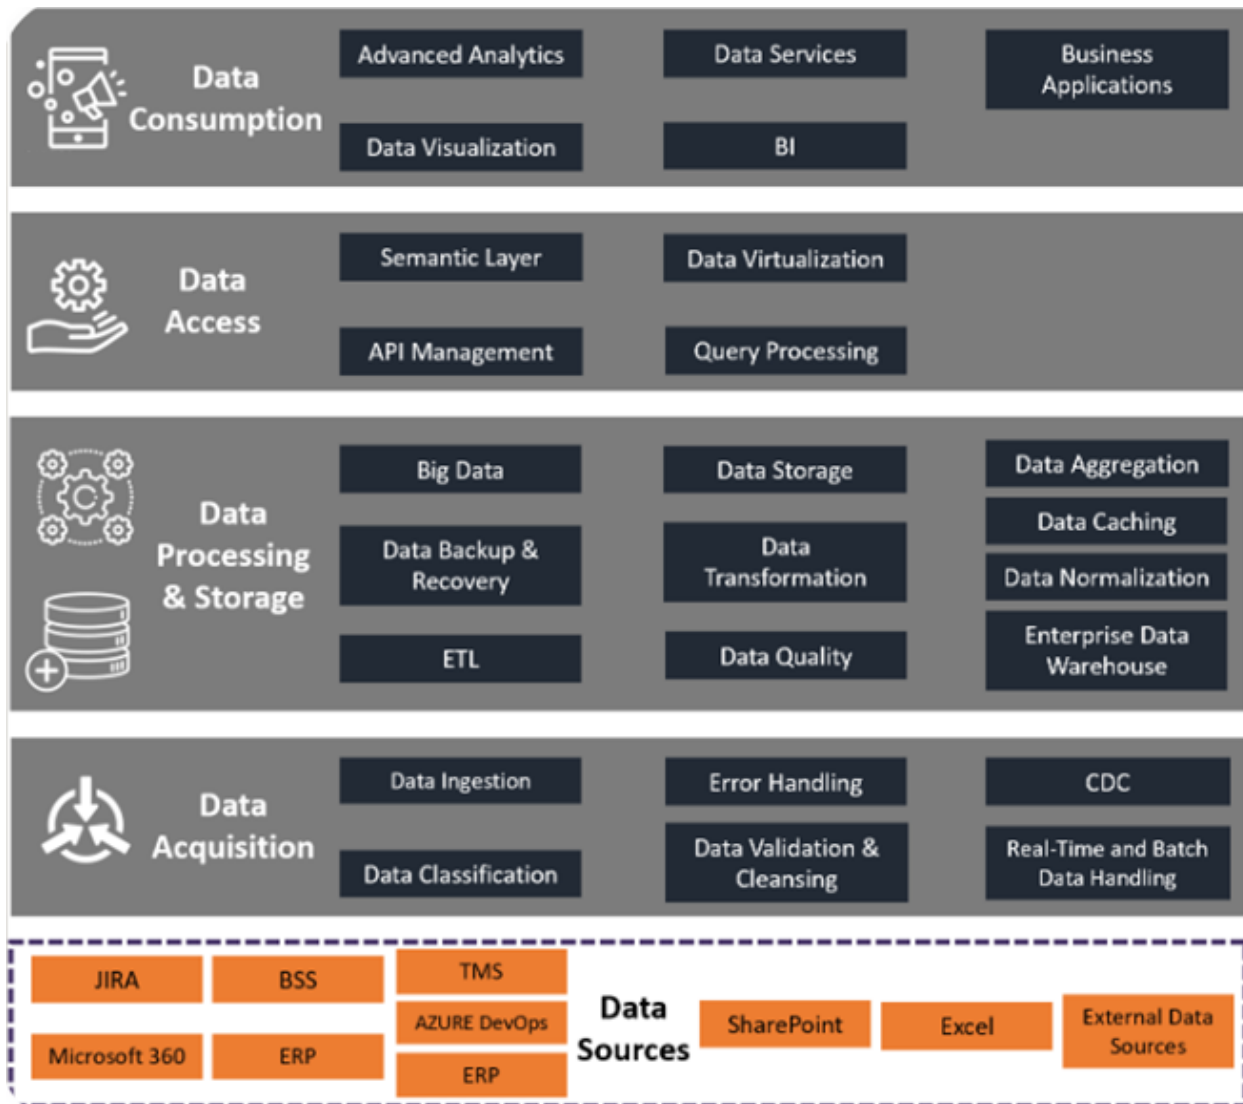 Data
Consumption
Advanced Analytics
Data Services
Business
Applications
Data Visualization
BI
Data
Access
Semantic Layer
Data Virtualization
API Management
Query Processing
Data
Processing
& Storage
Big Data
Data Storage
Data Aggregation
Data Caching
Data Backup &
Recovery
Data
Transformation
Data Normalization
ETL
Data Quality
Enterprise Data
Warehouse
Data
Acquisition
Data Ingestion
Error Handling
CDC
Data Classification
Data Validation &
Cleansing
Real-Time and Batch
Data Handling
JIRA
BSS
TMS
AZURE DevOps
Microsoft 360
ERP
ERP
Data
Sources
SharePoint
Excel
External Data
Sources